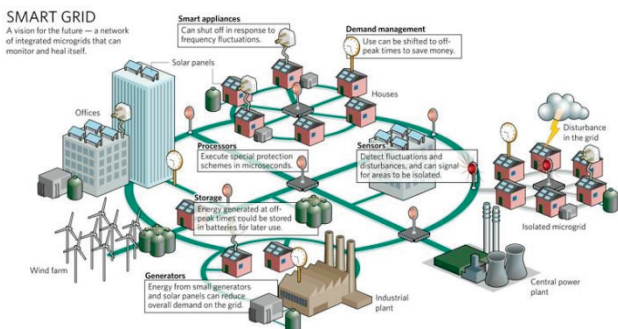 SMART GRID
A vision for the future — a network
of integrated microgrids that can
monitor and heal itself.
Smart appliances
Can shut off in response to
frequency fluctuations.
Demand management
Use can be shifted to off-
peak times to save money.
Solar panels
Houses
Offices
Processors
Execute special protection
schemes in microseconds.
Sensors
Detect fluctuations and
disturbances, and can signal
for areas to be isolated.
Disturbance
in the grid
Storage
Energy generated at off-
peak times could be stored
in batteries for later use.
Isolated microgrid
Wind farm
Generators
Energy from small generators
and solar panels can reduce
overall demand on the grid.
Industrial
plant
Central power
plant